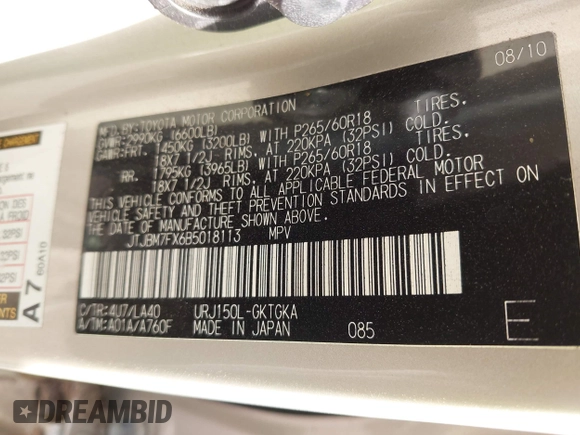 08/10
MFD.BY:TOYOTA MOTOR CORPORATION
GVWR-2990KG (6600LB)
GAWR-FRT. 1450KG (3200LB) WITH P265/60R18 TIRES.
18X7 1/2J RIMS, AT 220KPA (32PSI) COLD.
RR. 1795KG (3965LB) WITH P265/60R18 TIRES.
18X7 1/2J RIMS, AT 220KPA (32PSI) COLD.
THIS VEHICLE CONFORMS TO ALL APPLICABLE FEDERAL MOTOR
VEHICLE SAFETY AND THEFT PREVENTION STANDARDS IN EFFECT ON
THE DATE OF MANUFACTURE SHOWN ABOVE.
JTJBM7FX6B5018113 MPV
C/TR:4U7/LA40 URJ150L-GKTGKA
A/TM:A01A/A760F MADE IN JAPAN 085 E
A7 80A10
DREAMBID